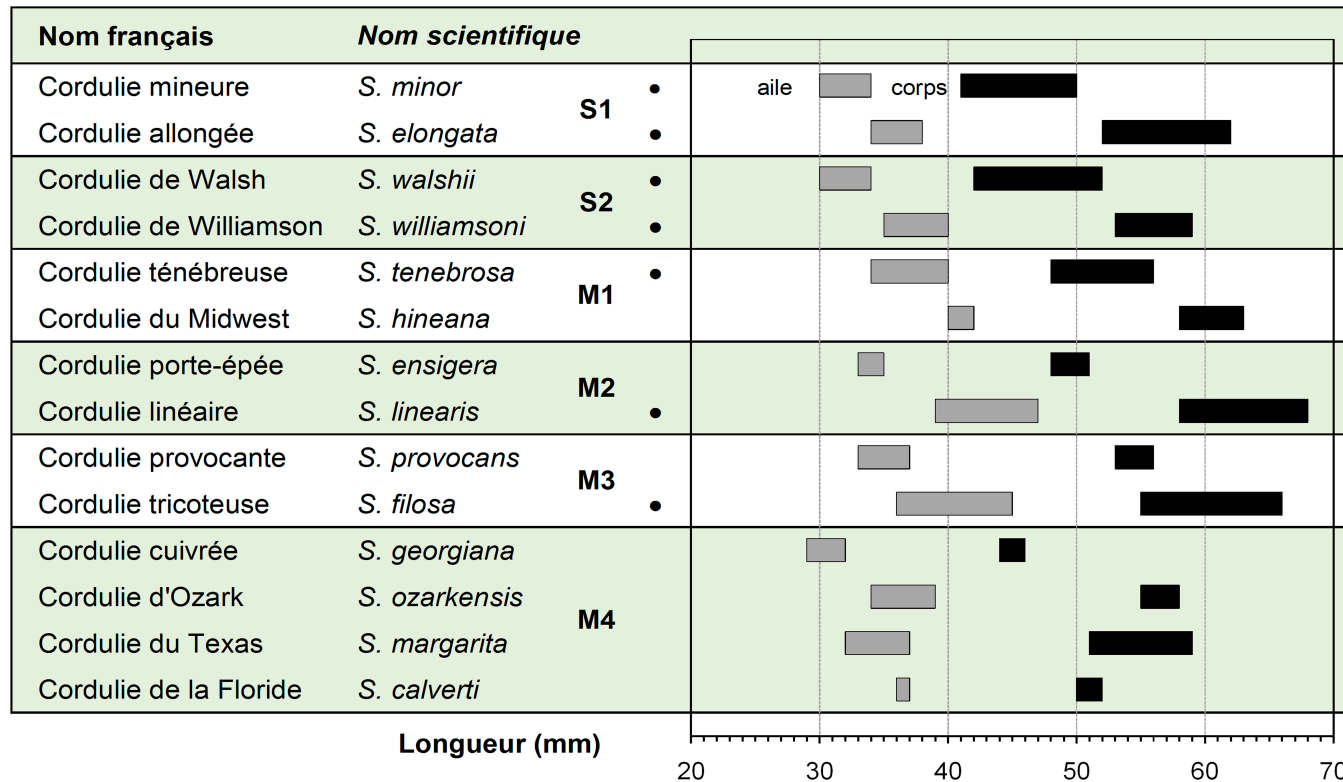 Nom français Nom scientifique
Cordulie mineure S. minor aile corps
S1
Cordulie allongée S. elongata
Cordulie de Walsh S. walshii
S2
Cordulie de Williamson S. williamsoni
Cordulie ténébreuse S. tenebrosa
M1
Cordulie du Midwest S. hineana
Cordulie porte-épée S. ensigera
M2
Cordulie linéaire S. linearis
Cordulie provocante S. provocans
M3
Cordulie tricoteuse S. filosa
Cordulie cuivrée S. georgiana
Cordulie d'Ozark S. ozarkensis
M4
Cordulie du Texas S. margarita
Cordulie de la Floride S. calverti
Longueur (mm)
20 30 40 50 60 70